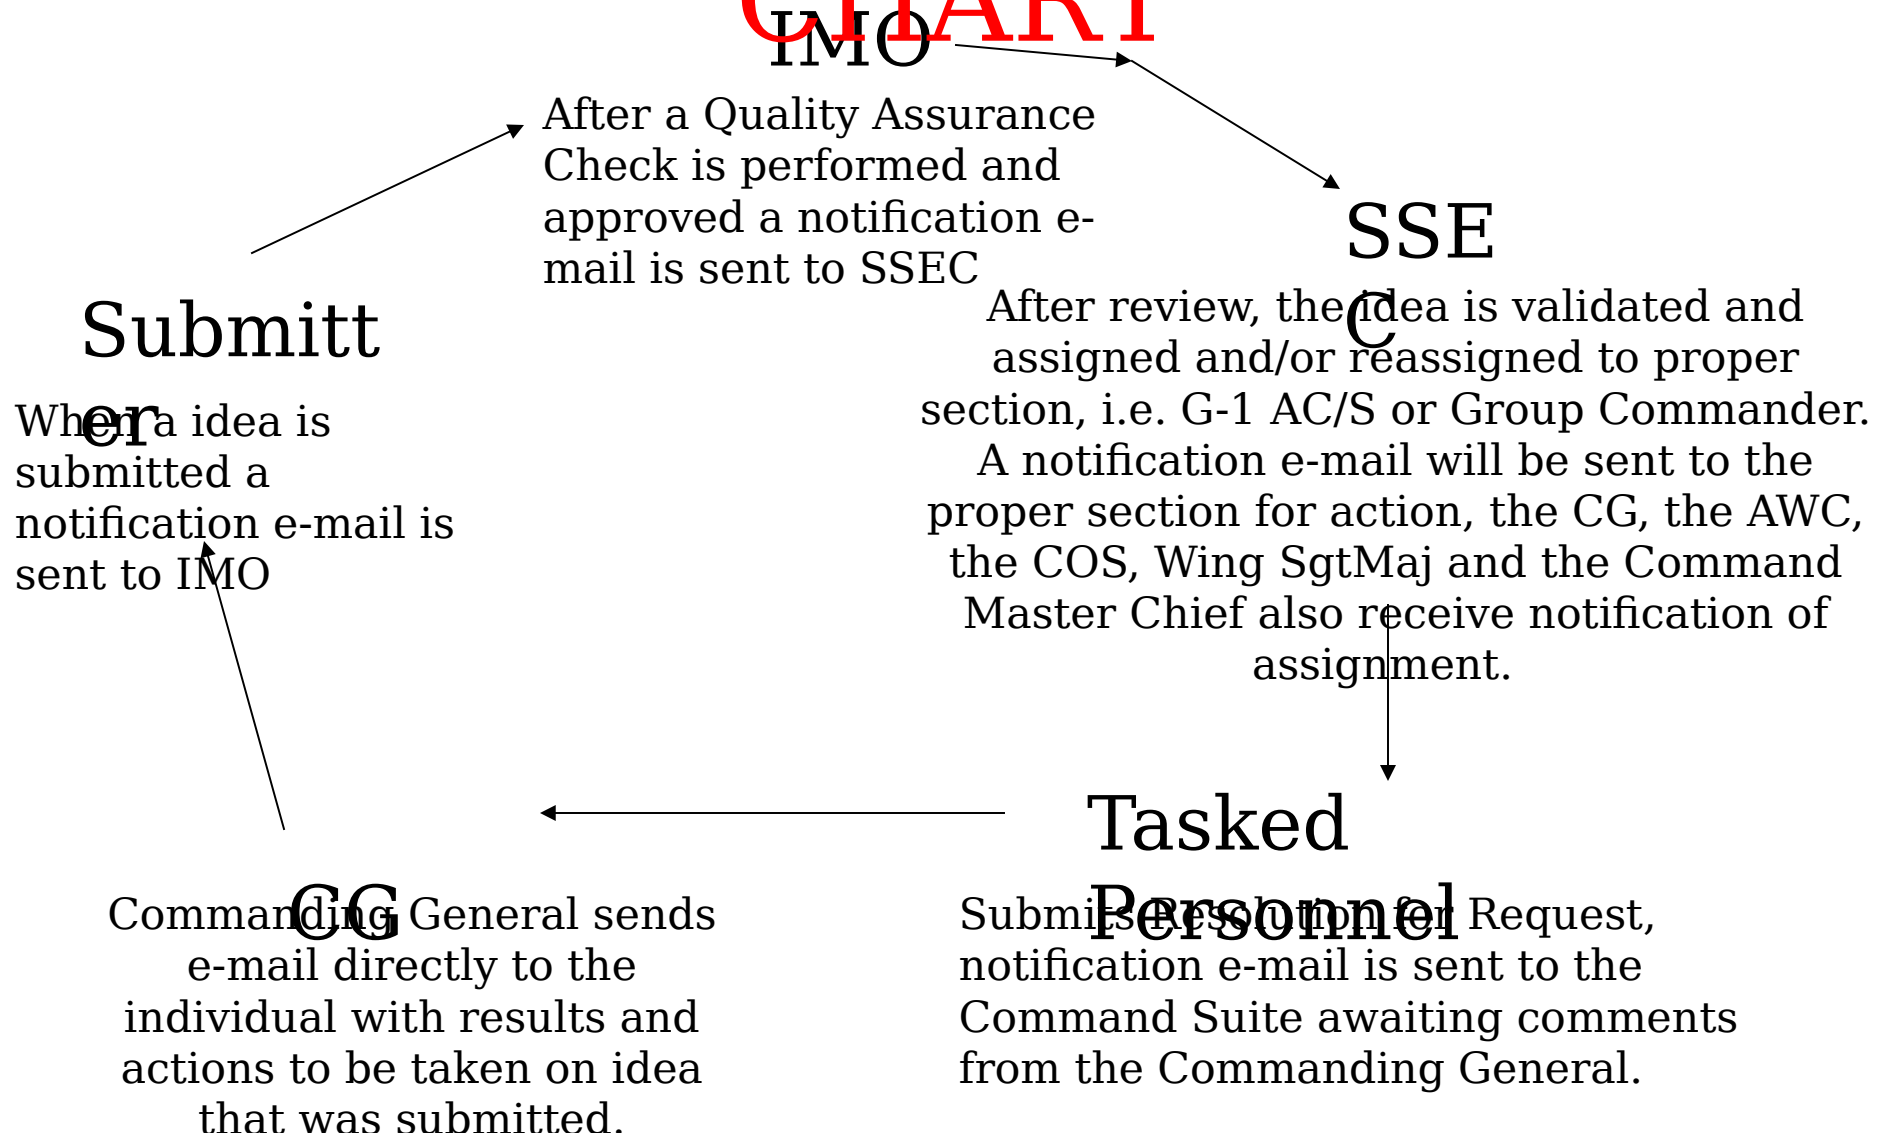 CHART
IMO
After a Quality Assurance
Check is performed and
approved a notification e-
mail is sent to SSEC
SSE
C
After review, the idea is validated and
assigned and/or reassigned to proper
section, i.e. G-1 AC/S or Group Commander.
A notification e-mail will be sent to the
proper section for action, the CG, the AWC,
the COS, Wing SgtMaj and the Command
Master Chief also receive notification of
assignment.
Submitt
er
When a idea is
submitted a
notification e-mail is
sent to IMO
Tasked
Personnel
Submits Resolution for Request,
notification e-mail is sent to the
Command Suite awaiting comments
from the Commanding General.
CG
Commanding General sends
e-mail directly to the
individual with results and
actions to be taken on idea
that was submitted.